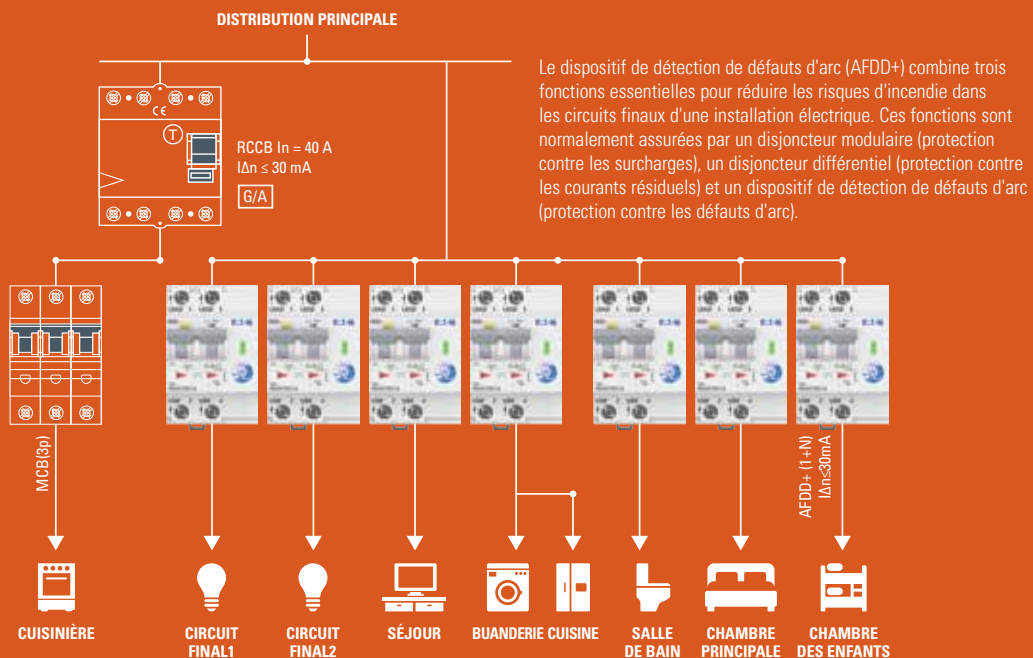 DISTRIBUTION PRINCIPALE
Le dispositif de détection de défauts d'arc (AFDD+) combine trois
fonctions essentielles pour réduire les risques d'incendie dans
les circuits finaux d'une installation électrique. Ces fonctions sont
normalement assurées par un disjoncteur modulaire (protection
contre les surcharges), un disjoncteur différentiel (protection contre
les courants résiduels) et un dispositif de détection de défauts d'arc
(protection contre les défauts d'arc).
CE
T
RCCB In = 40 A
I∆n ≤ 30 mA
G/A
MCB(3p)
AFDD+ (1+N)
I∆n≤30mA
CUISINIÈRE
CIRCUIT
FINAL1
CIRCUIT
FINAL2
SÉJOUR
BUANDERIE
CUISINE
SALLE
DE BAIN
CHAMBRE
PRINCIPALE
CHAMBRE
DES ENFANTS